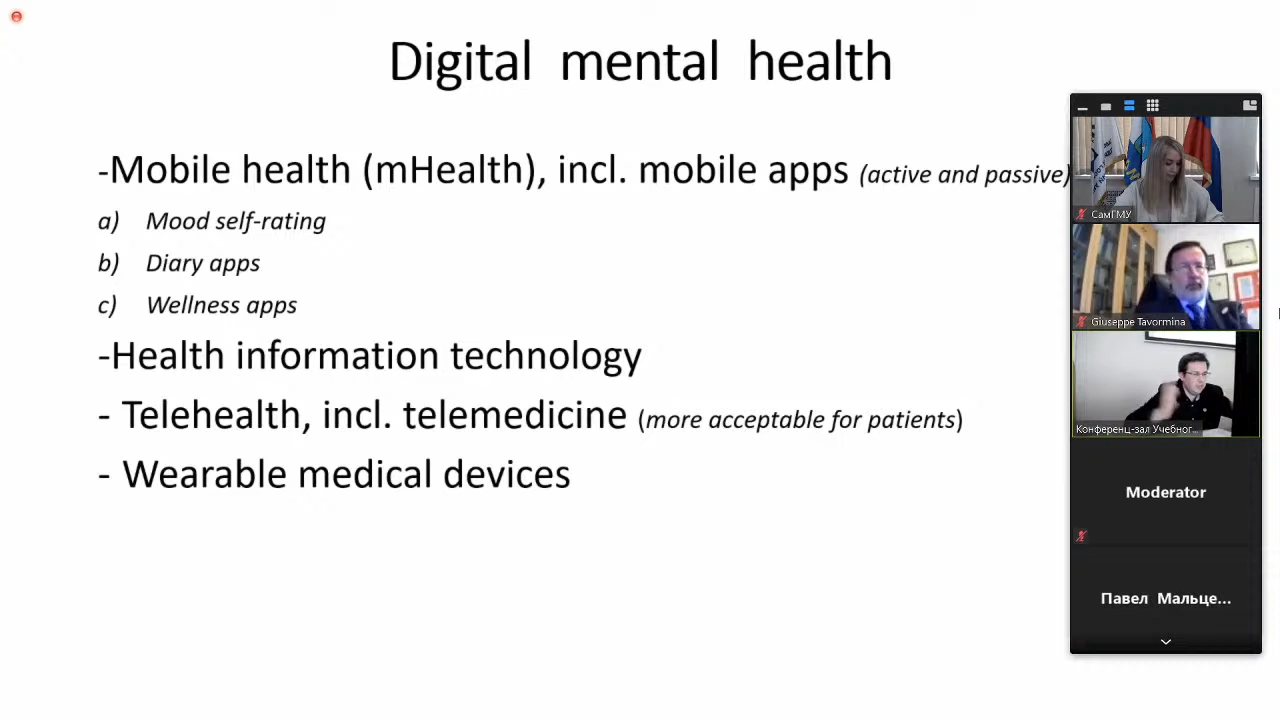 Digital mental health
-Mobile health (mHealth), incl. mobile apps (active and passive)
a) Mood self-rating
b) Diary apps
c) Wellness apps
-Health information technology
- Telehealth, incl. telemedicine (more acceptable for patients)
- Wearable medical devices
СамГМУ
Giuseppe Tavormina
Конференц-зал Учебног...
Moderator
Павел Мальце...